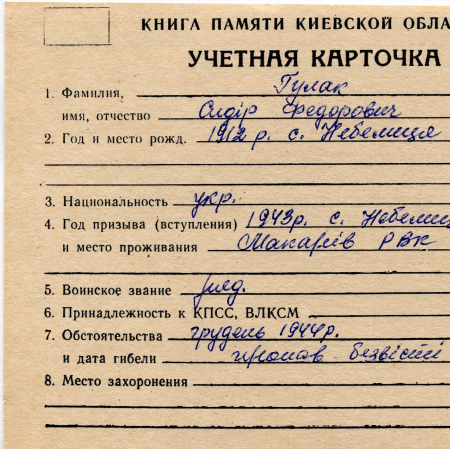 КНИГА ПАМЯТИ КИЕВСКОЙ ОБЛА
УЧЕТНАЯ КАРТОЧКА
1. Фамилия, Гулак
имя, отчество Сидір Федорович
2. Год и место рожд. 1912 р. с. Небелиця
3. Национальность укр.
4. Год призыва (вступления) 1943р. с. Небелиц
и место проживания Макарів РВК
5. Воинское звание ряд.
6. Принадлежность к КПСС, ВЛКСМ
7. Обстоятельства грудень 1944р.
и дата гибели пропав безвісті
8. Место захоронения